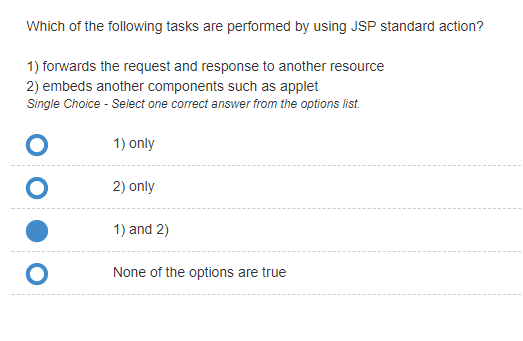 Which of the following tasks are performed by using JSP standard action?
1) forwards the request and response to another resource
2) embeds another components such as applet
Single Choice - Select one correct answer from the options list.
1) only
2) only
1) and 2)
None of the options are true